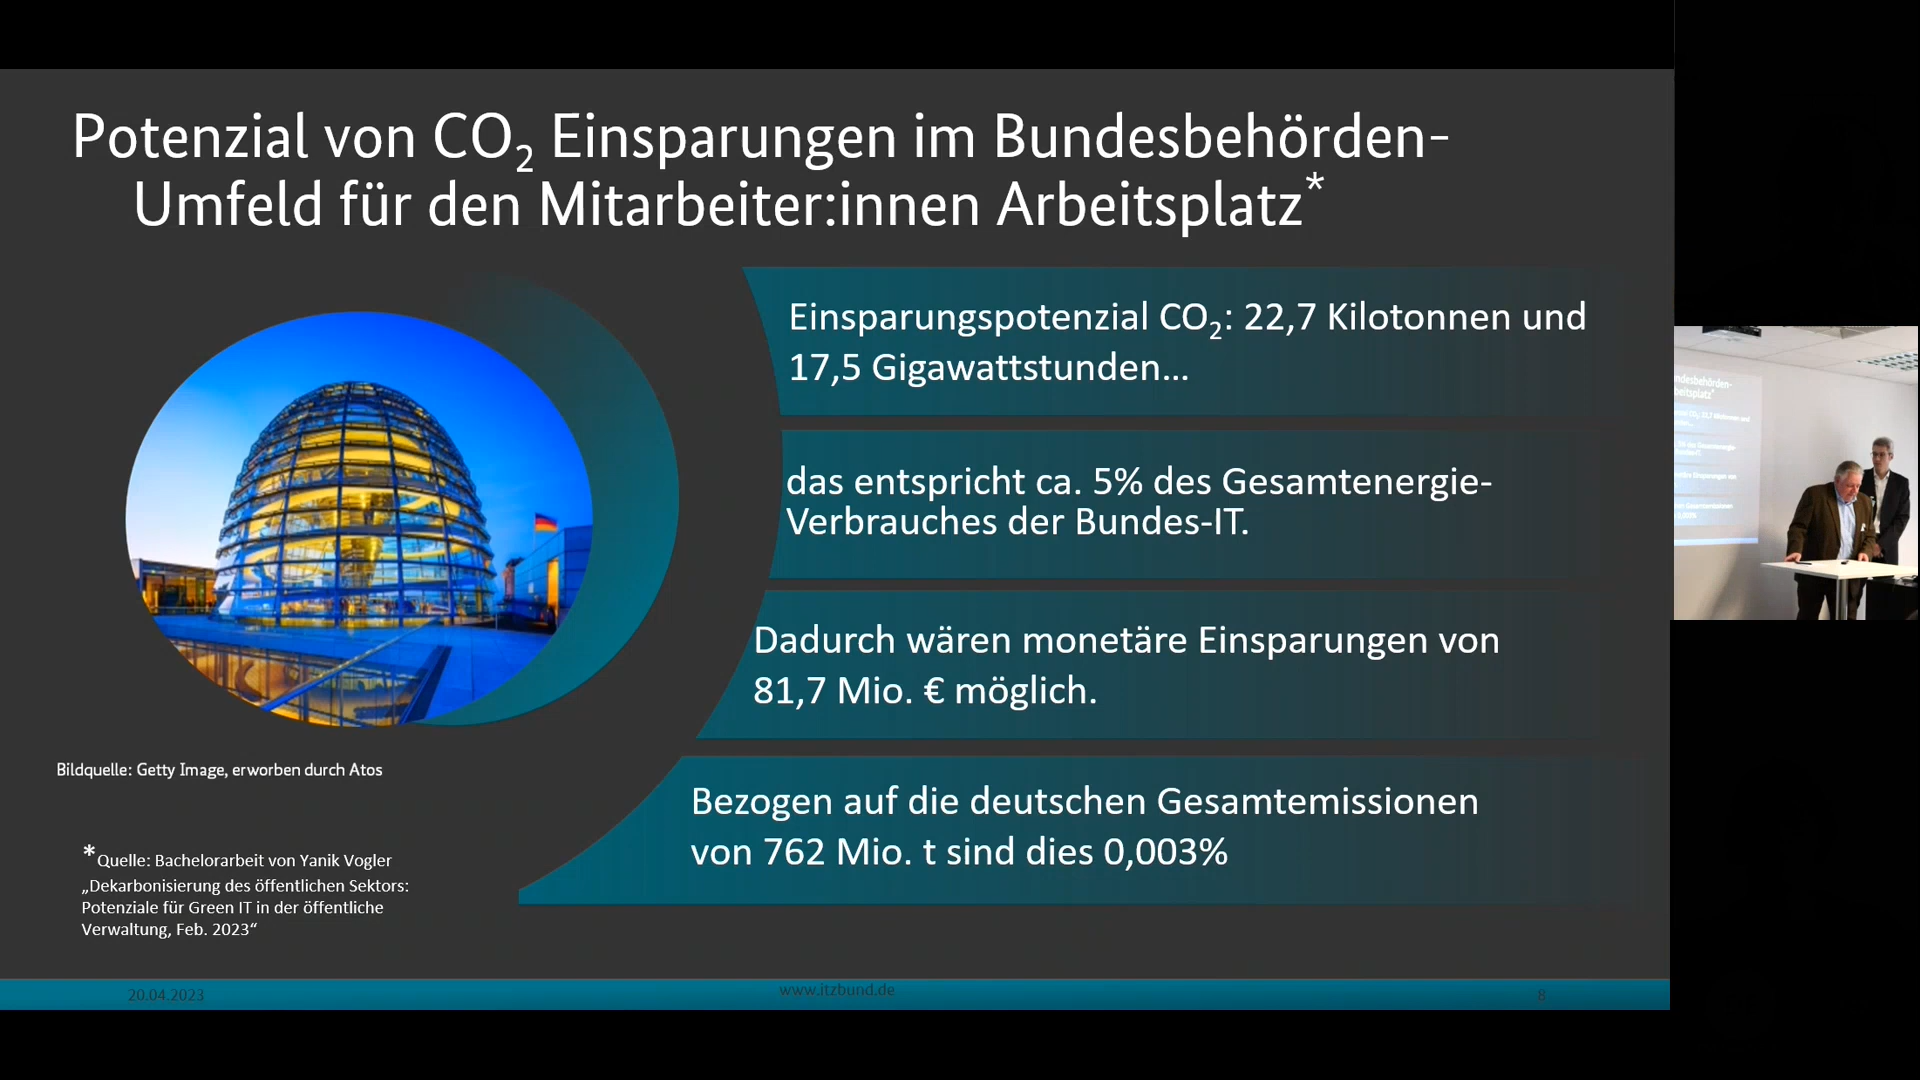 Potenzial von CO₂ Einsparungen im Bundesbehörden-
Umfeld für den Mitarbeiter:innen Arbeitsplatz*
Einsparungspotenzial CO₂: 22,7 Kilotonnen und
17,5 Gigawattstunden...
das entspricht ca. 5% des Gesamtenergie-
Verbrauches der Bundes-IT.
Dadurch wären monetäre Einsparungen von
81,7 Mio. € möglich.
Bezogen auf die deutschen Gesamtemissionen
von 762 Mio. t sind dies 0,003%
Bildquelle: Getty Image, erworben durch Atos
*Quelle: Bachelorarbeit von Yanik Vogler
„Dekarbonisierung des öffentlichen Sektors:
Potenziale für Green IT in der öffentliche
Verwaltung, Feb. 2023“
20.04.2023
www.itzbund.de
8